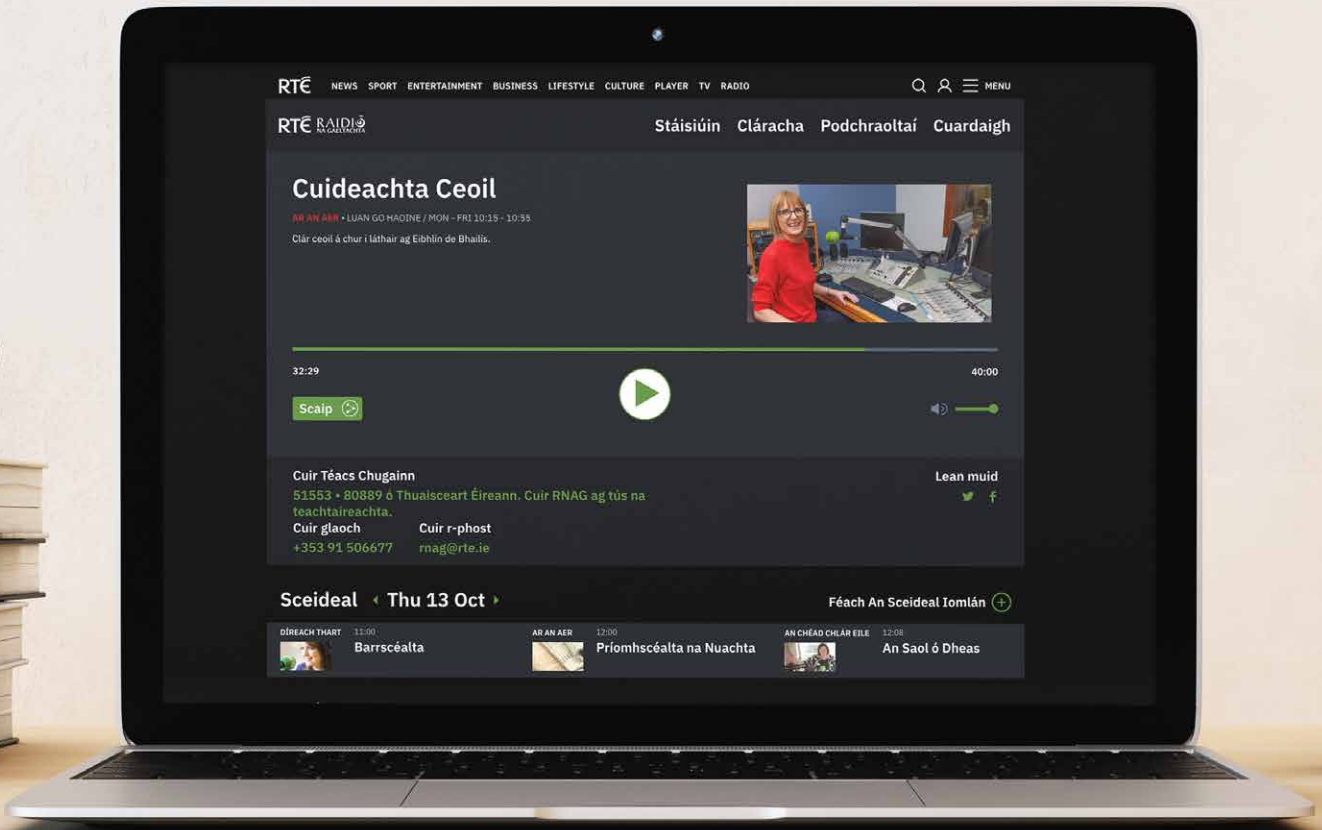 RTÉ NEWS SPORT ENTERTAINMENT BUSINESS LIFESTYLE CULTURE PLAYER TV RADIO MENU
RTÉ RAIDIÓ NA GAELTACHTA Stáisiúin Cláracha Podchraoltaí Cuardaigh
Cuideachta Ceoil
AR AN AER • LUAN GO HAOINE / MON - FRI 10:15 - 10:55
Clár ceoil á chur i láthair ag Eibhlín de Bhailís.
32:29 40:00
Scaip
Cuir Téacs Chugainn Lean muid
51553 • 80889 ó Thuaisceart Éireann. Cuir RNAG ag tús na
teachtaireachta.
Cuir glaoch Cuir r-phost
+353 91 506677 rnag@rte.ie
Sceideal Thu 13 Oct Féach An Sceideal Iomlán
DÍREACH THART 11:00 AR AN AER 12:00 AN CHÉAD CHLÁR EILE 12:08
Barrscéalta Príomhscéalta na Nuachta An Saol ó Dheas